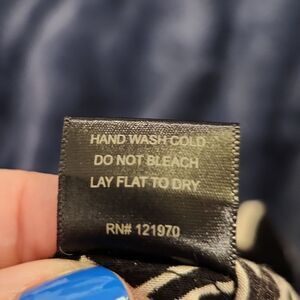 HAND WASH COLD
DO NOT BLEACH
LAY FLAT TO DRY
RN# 121970